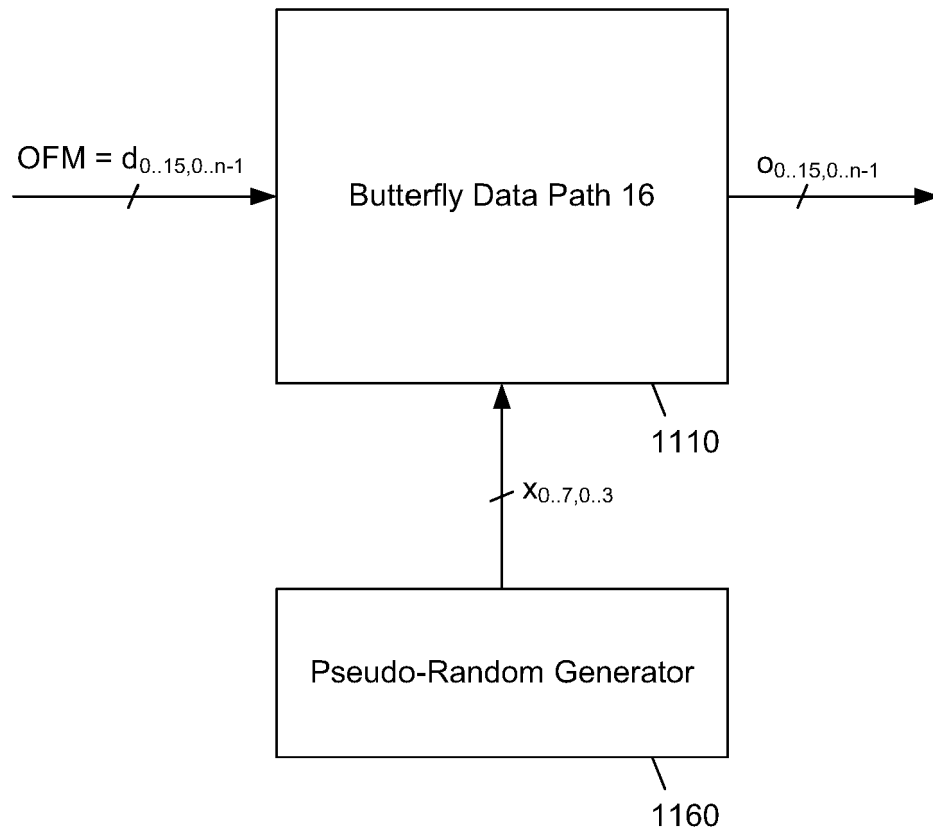 OFM = d0..15,0..n-1
Butterfly Data Path 16
o0..15,0..n-1
1110
x0..7,0..3
Pseudo-Random Generator
1160